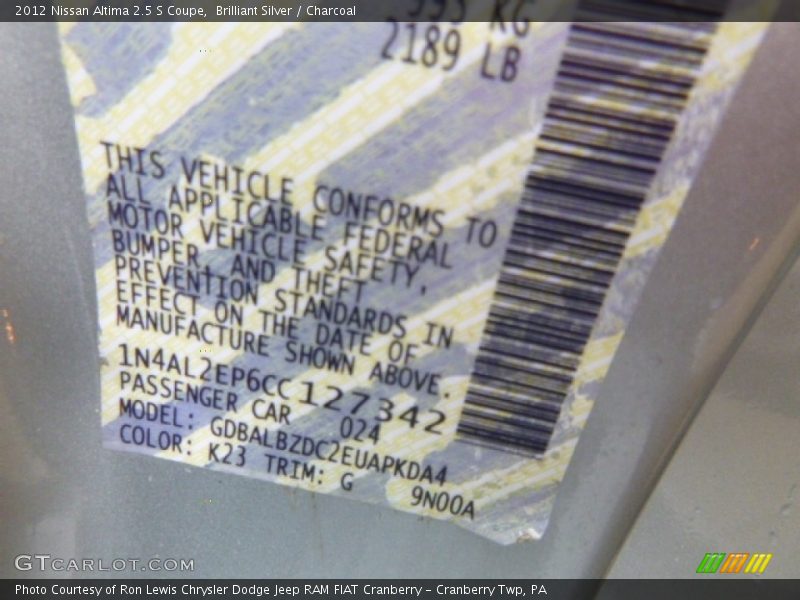 2012 Nissan Altima 2.5 S Coupe, Brilliant Silver / Charcoal
KG
2189 LB
THIS VEHICLE CONFORMS TO
ALL APPLICABLE FEDERAL
MOTOR VEHICLE SAFETY,
BUMPER AND THEFT
PREVENTION STANDARDS IN
EFFECT ON THE DATE OF
MANUFACTURE SHOWN ABOVE.
1N4AL2EP6CC127342
PASSENGER CAR 024
MODEL: GDBALBZDC2EUAPKDA4
COLOR: K23 TRIM: G 9N00A
GTCARLOT.COM
Photo Courtesy of Ron Lewis Chrysler Dodge Jeep RAM FIAT Cranberry - Cranberry Twp, PA